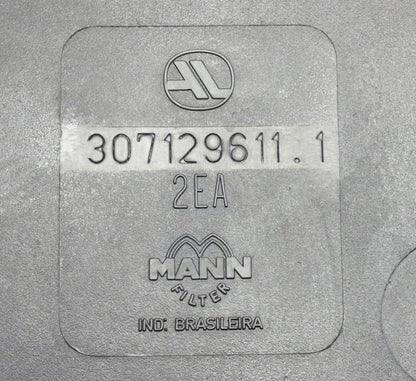 307129611.1
2EA
MANN
FILTER
IND. BRASILEIRA